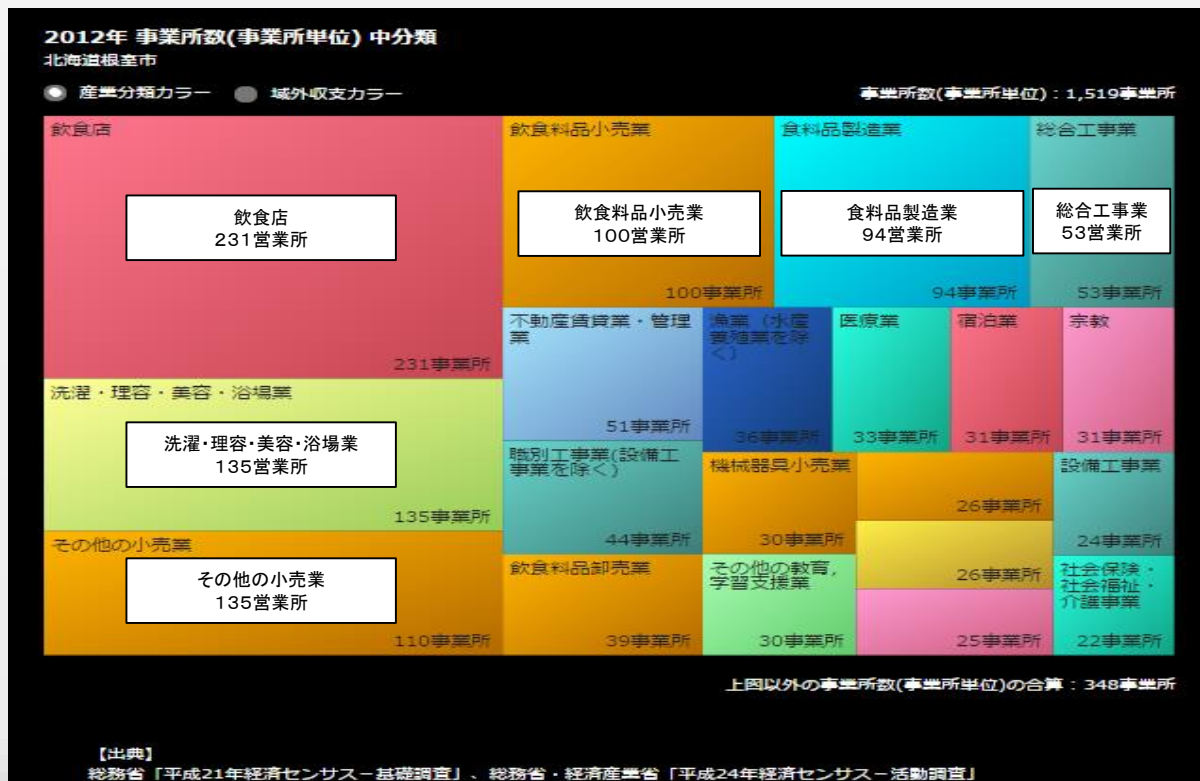 2012年 事業所数(事業所単位) 中分類
北海道根室市
産業分類カラー 域外収支カラー
事業所数(事業所単位) : 1,519事業所
飲食店
飲食店
231営業所
231事業所
飲食料品小売業
飲食料品小売業
100営業所
100事業所
食料品製造業
食料品製造業
94営業所
94事業所
総合工事業
総合工事業
53営業所
53事業所
洗濯・理容・美容・浴場業
洗濯・理容・美容・浴場業
135営業所
135事業所
その他の小売業
その他の小売業
135営業所
110事業所
不動産賃貸業・管理
業
51事業所
漁業（水産
養殖業を除
く）
36事業所
医療業
33事業所
宿泊業
31事業所
宗教
31事業所
職別工事業(設備工
事業を除く)
44事業所
機械器具小売業
30事業所
26事業所
設備工事業
24事業所
飲食料品卸売業
39事業所
その他の教育,
学習支援業
30事業所
26事業所
25事業所
社会保険・
社会福祉・
介護事業
22事業所
上図以外の事業所数(事業所単位)の合算 : 348事業所
【出典】
総務省「平成21年経済センサス－基礎調査」、総務省・経済産業省「平成24年経済センサス－活動調査」